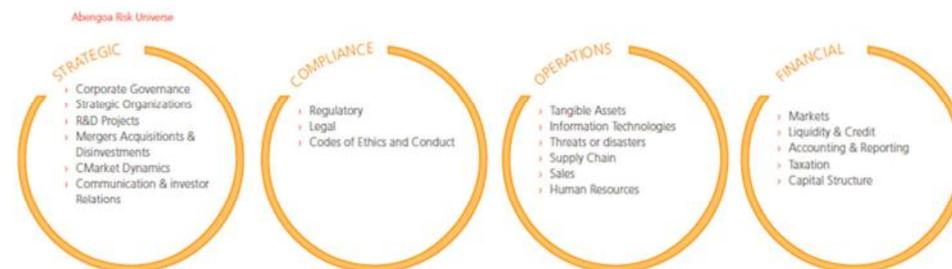 Abengoa Risk Universe
STRATEGIC
› Corporate Governance
› Strategic Organizations
› R&D Projects
› Mergers Acquisitionts &
Disinvestments
› CMarket Dynamics
› Communication & investor
Relations
COMPLIANCE
› Regulatory
› Legal
› Codes of Ethics and Conduct
OPERATIONS
› Tangible Assets
› Information Technologies
› Threats or disasters
› Supply Chain
› Sales
› Human Resources
FINANCIAL
› Markets
› Liquidity & Credit
› Accounting & Reporting
› Taxation
› Capital Structure